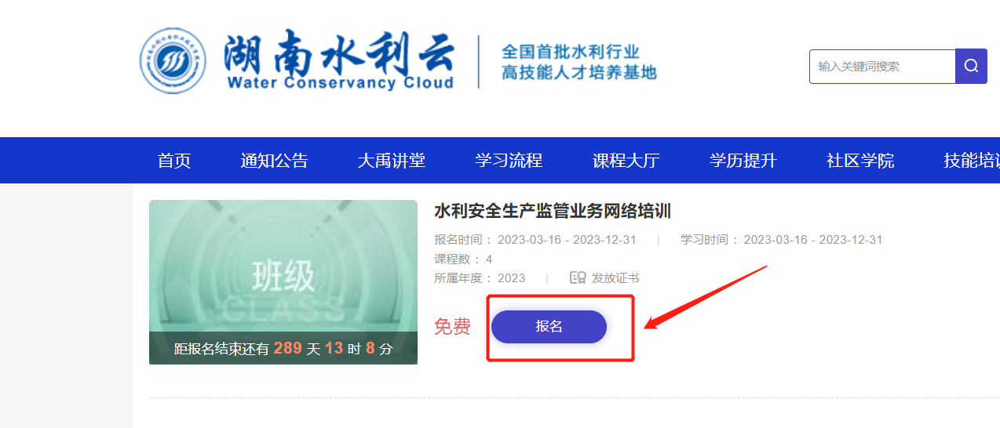 湖南水利云
Water Conservancy Cloud
全国首批水利行业
高技能人才培养基地
输入关键词搜索
首页 通知公告 大禹讲堂 学习流程 课程大厅 学历提升 社区学院 技能培训
班级
CLASS
距报名结束还有 289 天 13 时 8 分
水利安全生产监管业务网络培训
报名时间： 2023-03-16 - 2023-12-31 | 学习时间： 2023-03-16 - 2023-12-31
课程数： 4
所属年度： 2023 | 发放证书
免费 报名